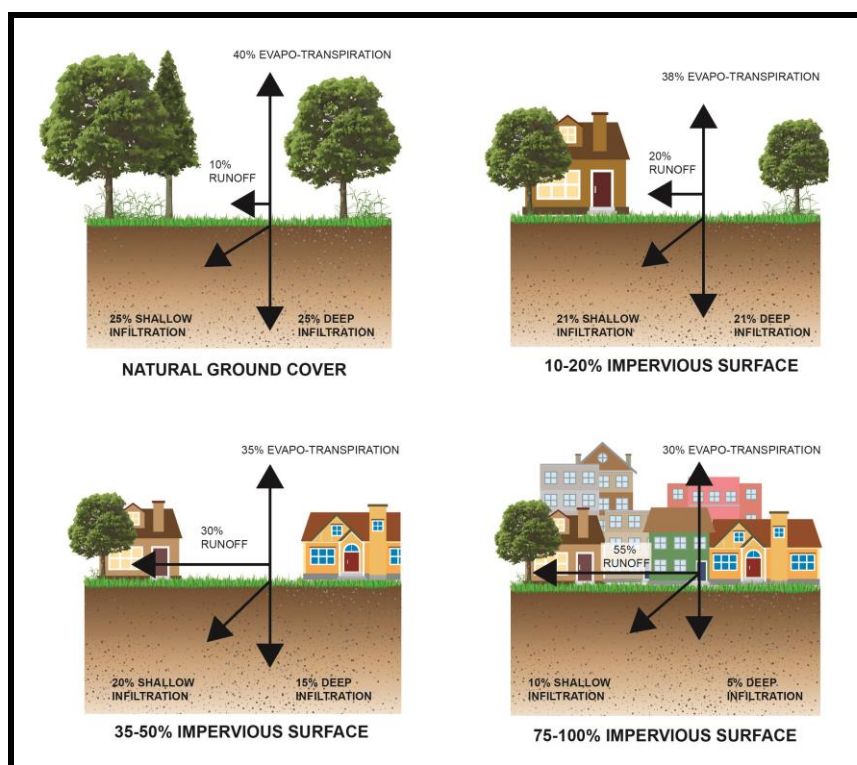 40% EVAPO-TRANSPIRATION
10%
RUNOFF
25% SHALLOW
INFILTRATION
25% DEEP
INFILTRATION
NATURAL GROUND COVER
38% EVAPO-TRANSPIRATION
20%
RUNOFF
21% SHALLOW
INFILTRATION
21% DEEP
INFILTRATION
10-20% IMPERVIOUS SURFACE
35% EVAPO-TRANSPIRATION
30%
RUNOFF
20% SHALLOW
INFILTRATION
15% DEEP
INFILTRATION
35-50% IMPERVIOUS SURFACE
30% EVAPO-TRANSPIRATION
55%
RUNOFF
10% SHALLOW
INFILTRATION
5% DEEP
INFILTRATION
75-100% IMPERVIOUS SURFACE